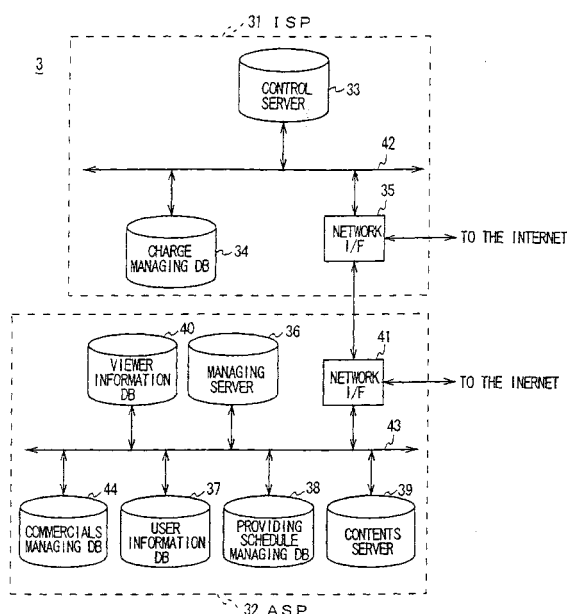 31 ISP
3
CONTROL
SERVER
33
42
35
CHARGE
MANAGING DB
34
NETWORK
I/F
TO THE INTERNET
40
36
41
VIEWER
INFORMATION
DB
MANAGING
SERVER
NETWORK
I/F
TO THE INERNET
43
44
37
38
39
COMMERCIALS
MANAGING DB
USER
INFORMATION
DB
PROVIDING
SCHEDULE
MANAGING DB
CONTENTS
SERVER
32 ASP